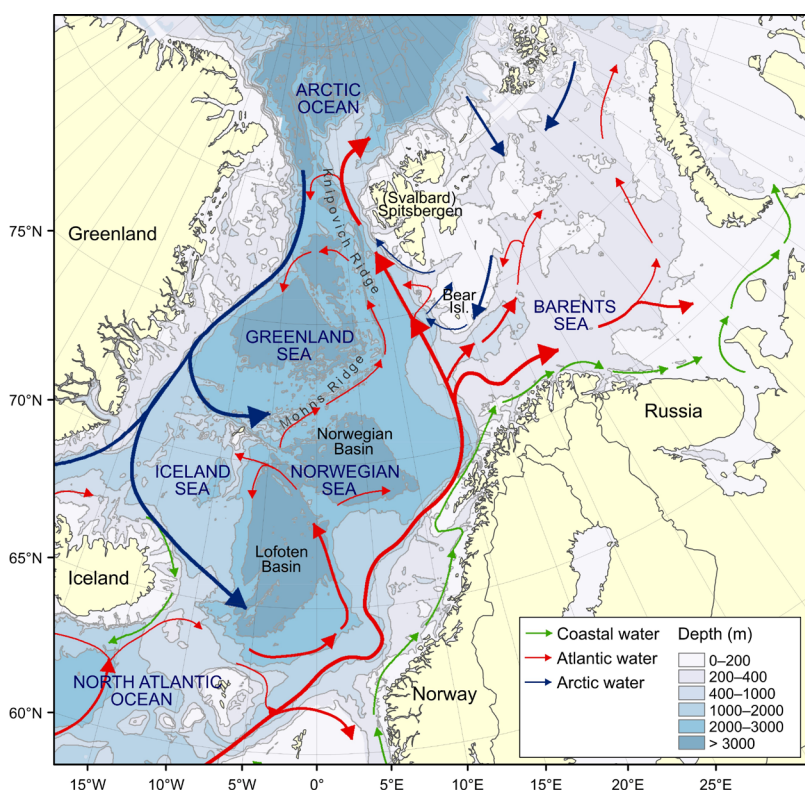 ARCTIC
OCEAN
Knipovich Ridge
(Svalbard)
Spitsbergen
75°N
Greenland
Bear
Isl.
BARENTS
SEA
GREENLAND
SEA
Mohns Ridge
70°N
Russia
Norwegian
Basin
ICELAND
SEA
NORWEGIAN
SEA
65°N
Iceland
Lofoten
Basin
NORTH ATLANTIC
OCEAN
60°N
Norway
Coastal water
Atlantic water
Arctic water
Depth (m)
0–200
200–400
400–1000
1000–2000
2000–3000
> 3000
15°W 10°W 5°W 0° 5°E 10°E 15°E 20°E 25°E